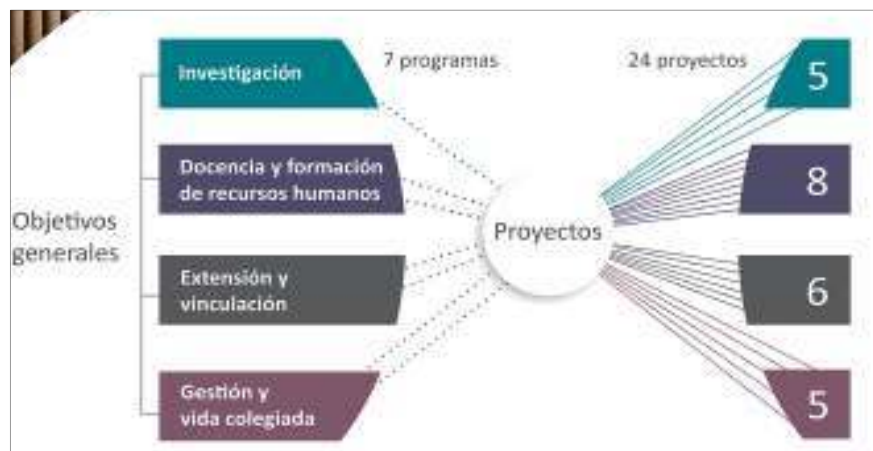 Objetivos
generales
Investigación
Docencia y formación
de recursos humanos
Extensión y
vinculación
Gestión y
vida colegiada
7 programas
Proyectos
24 proyectos
5
8
6
5